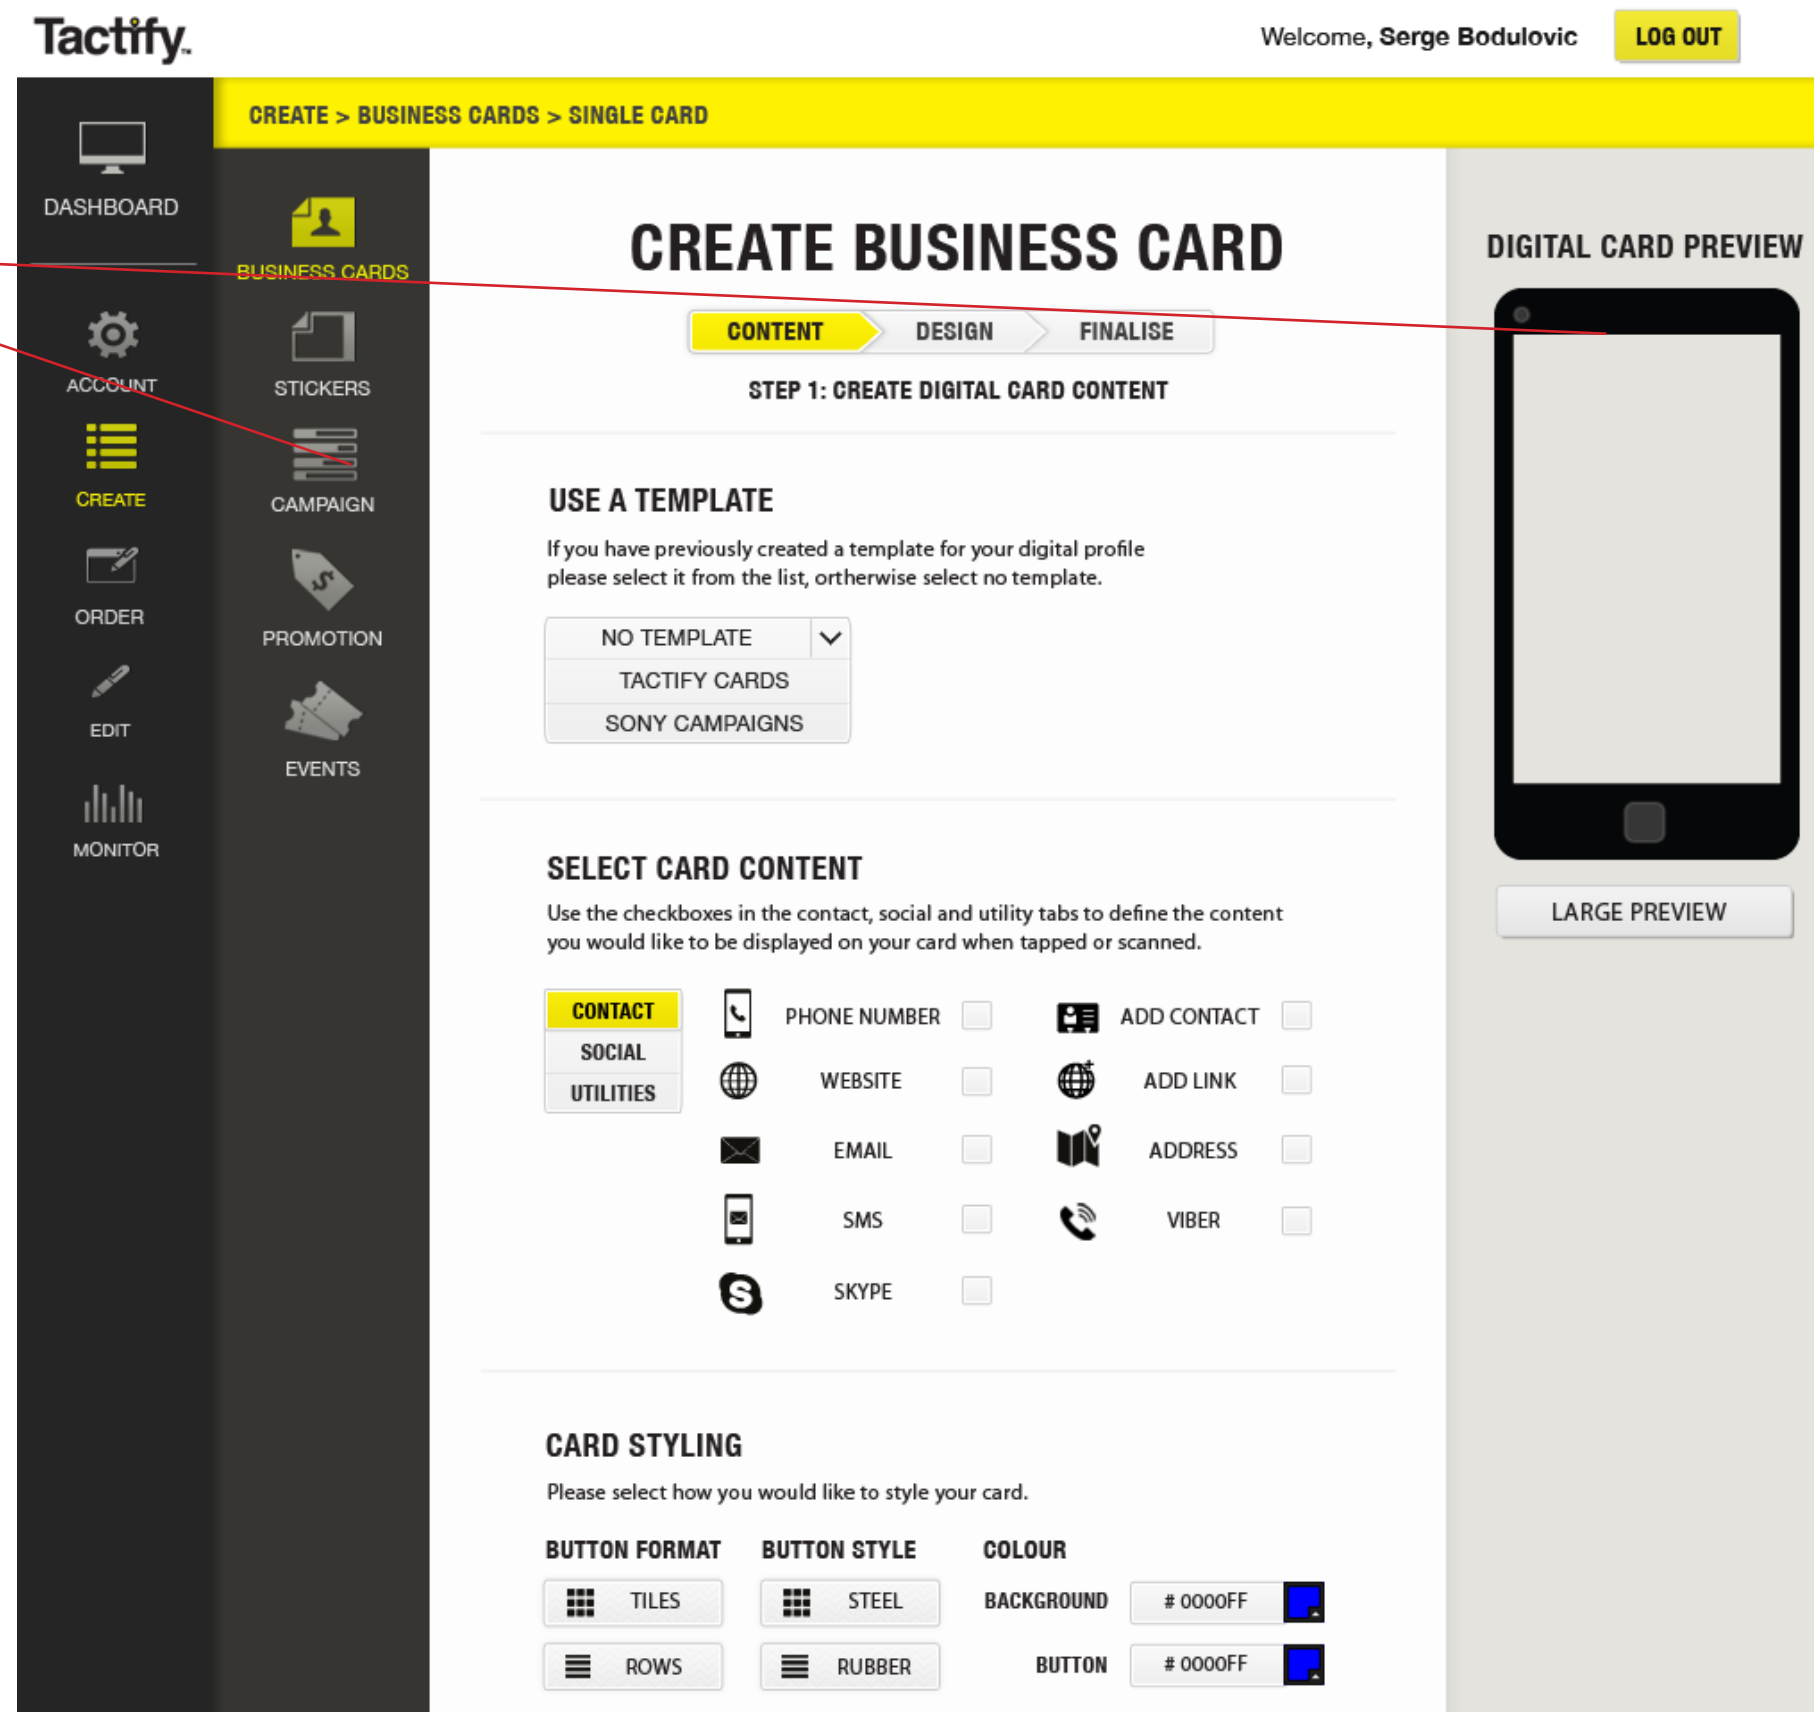 Tactify™
Welcome, Serge Bodulovic
LOG OUT
CREATE > BUSINESS CARDS > SINGLE CARD
DASHBOARD
ACCOUNT
CREATE
ORDER
EDIT
MONITOR
BUSINESS CARDS
STICKERS
CAMPAIGN
PROMOTION
EVENTS
CREATE BUSINESS CARD
CONTENT DESIGN FINALISE
STEP 1: CREATE DIGITAL CARD CONTENT
USE A TEMPLATE
If you have previously created a template for your digital profile
please select it from the list, ortherwise select no template.
NO TEMPLATE
TACTIFY CARDS
SONY CAMPAIGNS
SELECT CARD CONTENT
Use the checkboxes in the contact, social and utility tabs to define the content
you would like to be displayed on your card when tapped or scanned.
CONTACT
SOCIAL
UTILITIES
PHONE NUMBER ADD CONTACT
WEBSITE ADD LINK
EMAIL ADDRESS
SMS VIBER
SKYPE
CARD STYLING
Please select how you would like to style your card.
BUTTON FORMAT BUTTON STYLE COLOUR
TILES STEEL BACKGROUND # 0000FF
ROWS RUBBER BUTTON # 0000FF
DIGITAL CARD PREVIEW
LARGE PREVIEW